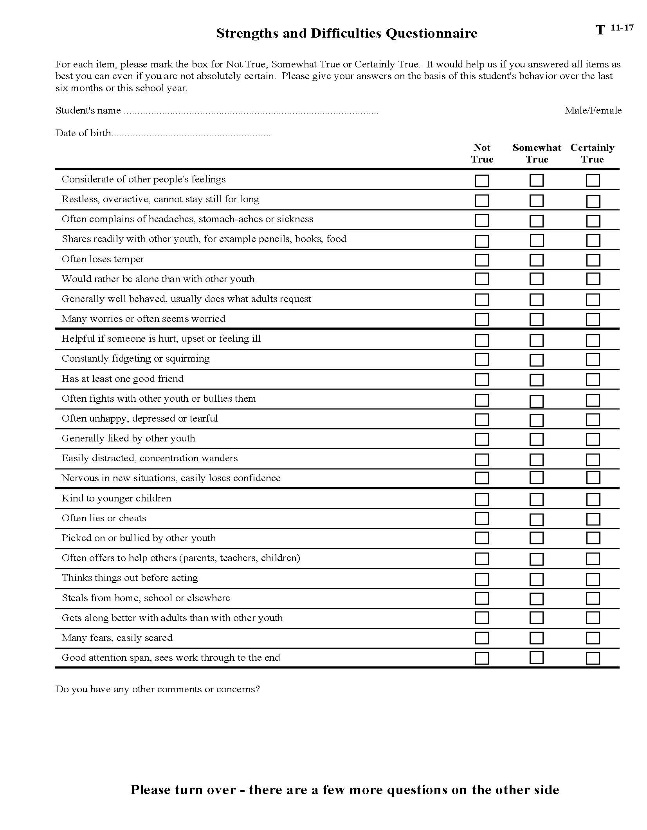 Strengths and Difficulties Questionnaire
T 11-17
For each item, please mark the box for Not True, Somewhat True or Certainly True. It would help us if you answered all items as
best you can even if you are not absolutely certain. Please give your answers on the basis of this student's behavior over the last
six months or this school year.
Student's name ..............................................................................
Male/Female
Date of birth.................................................
Not True
Somewhat True
Certainly True
Considerate of other people's feelings
Restless, overactive, cannot stay still for long
Often complains of headaches, stomach-aches or sickness
Shares readily with other youth, for example pencils, books, food
Often loses temper
Would rather be alone than with other youth
Generally well behaved, usually does what adults request
Many worries or often seems worried
Helpful if someone is hurt, upset or feeling ill
Constantly fidgeting or squirming
Has at least one good friend
Often fights with other youth or bullies them
Often unhappy, depressed or tearful
Generally liked by other youth
Easily distracted, concentration wanders
Nervous in new situations, easily loses confidence
Kind to younger children
Often lies or cheats
Picked on or bullied by other youth
Often offers to help others (parents, teachers, children)
Thinks things out before acting
Steals from home, school or elsewhere
Gets along better with adults than with other youth
Many fears, easily scared
Good attention span, sees work through to the end
Do you have any other comments or concerns?
Please turn over - there are a few more questions on the other side